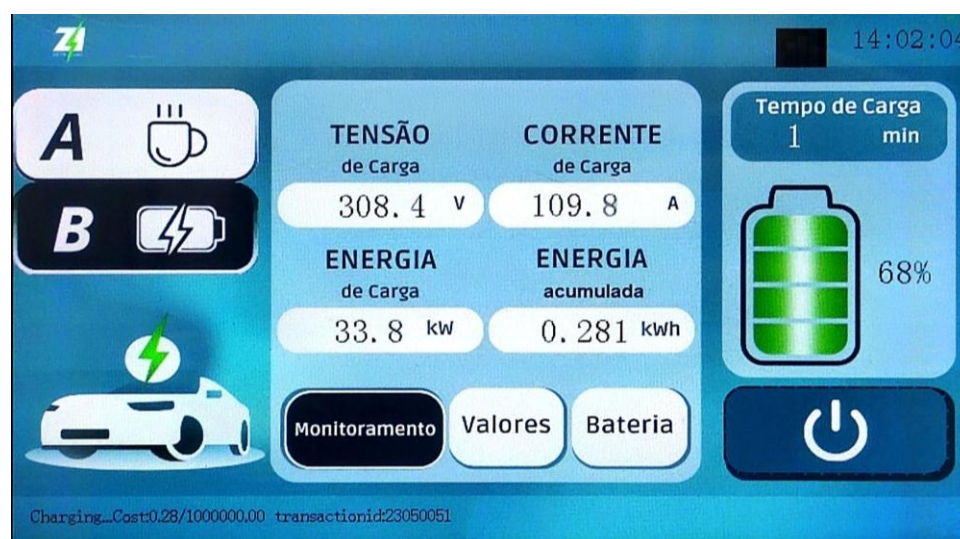 Z1
14:02:04
A
B
TENSÃO
de Carga
308.4 V
CORRENTE
de Carga
109.8 A
ENERGIA
de Carga
33.8 kW
ENERGIA
acumulada
0.281 kWh
Monitoramento
Valores
Bateria
Tempo de Carga
1 min
68%
Charging...Cost:0.28/1000000.00 transactionid:23050051